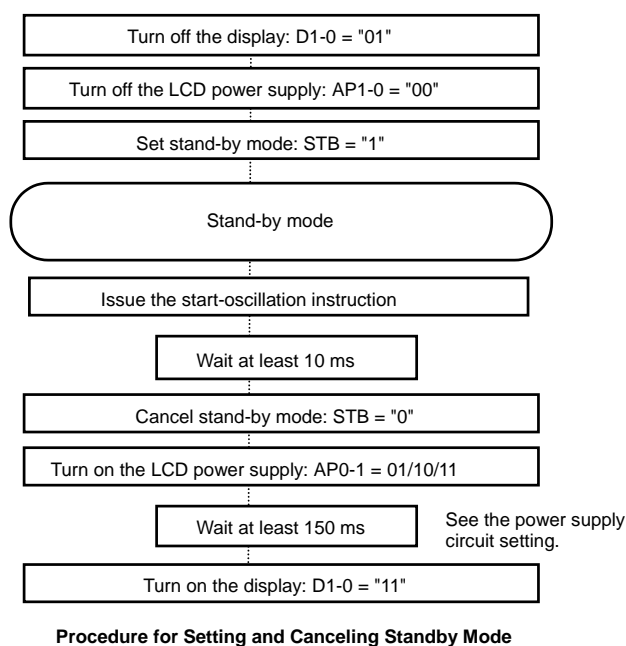 Turn off the display: D1-0 = "01"
Turn off the LCD power supply: AP1-0 = "00"
Set stand-by mode: STB = "1"
Stand-by mode
Issue the start-oscillation instruction
Wait at least 10 ms
Cancel stand-by mode: STB = "0"
Turn on the LCD power supply: AP0-1 = 01/10/11
Wait at least 150 ms
See the power supply
circuit setting.
Turn on the display: D1-0 = "11"
Procedure for Setting and Canceling Standby Mode